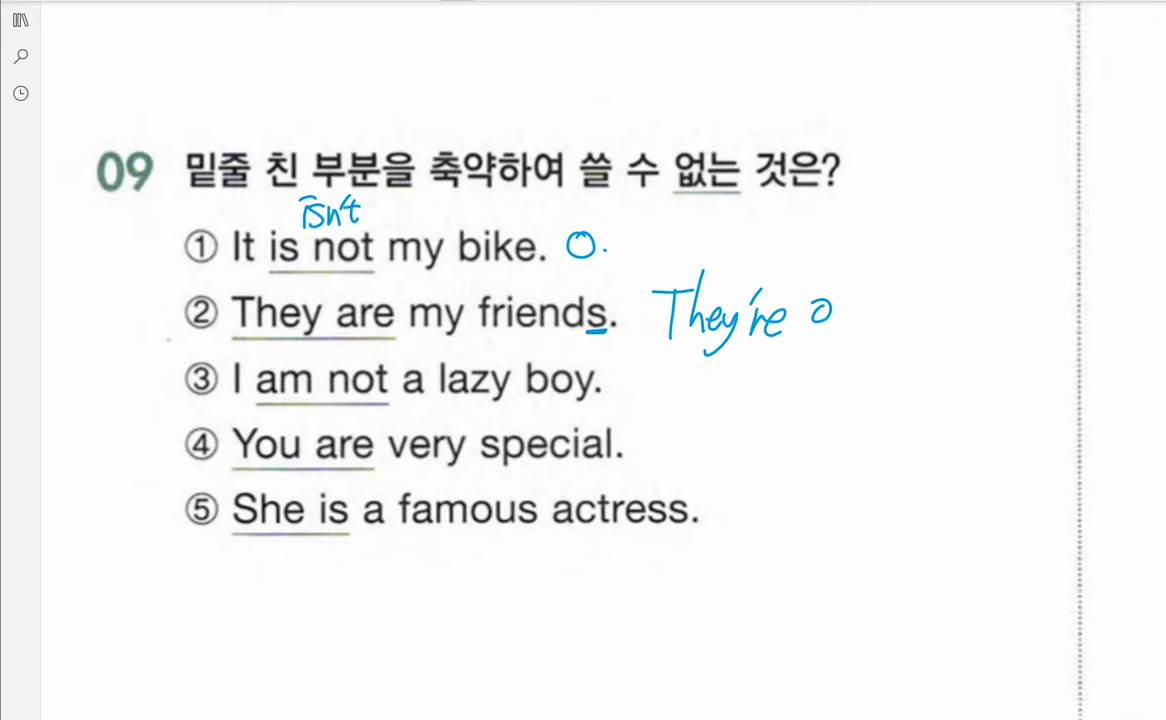 09 밑줄 친 부분을 축약하여 쓸 수 없는 것은?
isn't
① It is not my bike. O.
② They are my friends. They're o
③ I am not a lazy boy.
④ You are very special.
⑤ She is a famous actress.